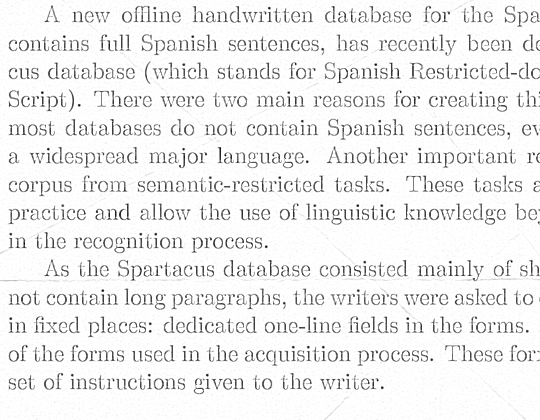 A new offline handwritten database for the Spa
contains full Spanish sentences, has recently been de
cus database (which stands for Spanish Restricted-do
Script). There were two main reasons for creating thi
most databases do not contain Spanish sentences, ev
a widespread major language. Another important re
corpus from semantic-restricted tasks. These tasks a
practice and allow the use of linguistic knowledge bey
in the recognition process.
As the Spartacus database consisted mainly of sh
not contain long paragraphs, the writers were asked to
in fixed places: dedicated one-line fields in the forms.
of the forms used in the acquisition process. These for
set of instructions given to the writer.